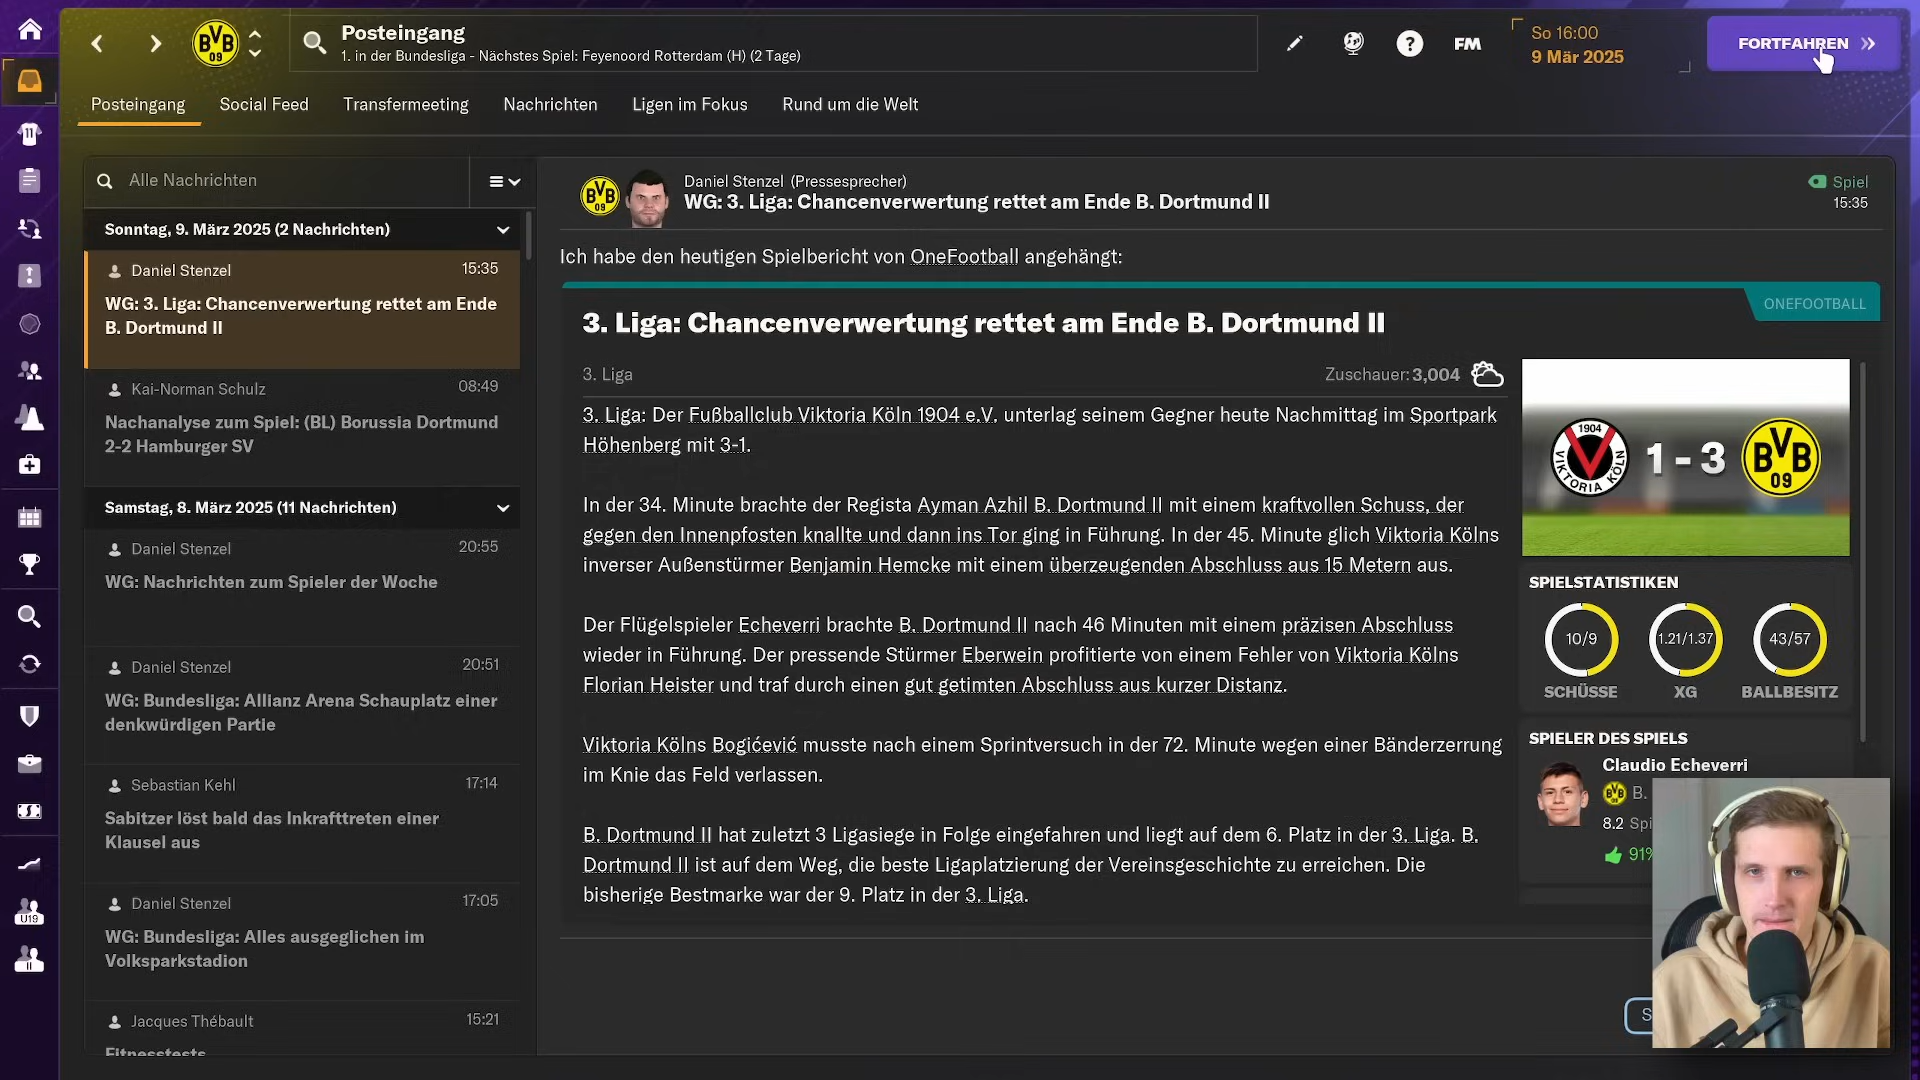 Posteingang
1. in der Bundesliga - Nächstes Spiel: Feyenoord Rotterdam (H) (2 Tage)
FM
So 16:00
9 Mär 2025
FORTFAHREN
Posteingang
Social Feed
Transfermeeting
Nachrichten
Ligen im Fokus
Rund um die Welt
Alle Nachrichten
Sonntag, 9. März 2025 (2 Nachrichten)
Daniel Stenzel 15:35
WG: 3. Liga: Chancenverwertung rettet am Ende
B. Dortmund II
Kai-Norman Schulz 08:49
Nachanalyse zum Spiel: (BL) Borussia Dortmund
2-2 Hamburger SV
Samstag, 8. März 2025 (11 Nachrichten)
Daniel Stenzel 20:55
WG: Nachrichten zum Spieler der Woche
Daniel Stenzel 20:51
WG: Bundesliga: Allianz Arena Schauplatz einer
denkwürdigen Partie
Sebastian Kehl 17:14
Sabitzer löst bald das Inkrafttreten einer
Klausel aus
Daniel Stenzel 17:05
WG: Bundesliga: Alles ausgeglichen im
Volksparkstadion
Jacques Thébault 15:21
Fitnesstests
U19
II
BVB
09
Daniel Stenzel (Pressesprecher)
WG: 3. Liga: Chancenverwertung rettet am Ende B. Dortmund II
Spiel
15:35
Ich habe den heutigen Spielbericht von OneFootball angehängt:
ONEFOOTBALL
3. Liga: Chancenverwertung rettet am Ende B. Dortmund II
3. Liga
Zuschauer: 3,004
3. Liga: Der Fußballclub Viktoria Köln 1904 e.V. unterlag seinem Gegner heute Nachmittag im Sportpark
Höhenberg mit 3-1.
In der 34. Minute brachte der Regista Ayman Azhil B. Dortmund II mit einem kraftvollen Schuss, der
gegen den Innenpfosten knallte und dann ins Tor ging in Führung. In der 45. Minute glich Viktoria Kölns
inverser Außenstürmer Benjamin Hemcke mit einem überzeugenden Abschluss aus 15 Metern aus.
Der Flügelspieler Echeverri brachte B. Dortmund II nach 46 Minuten mit einem präzisen Abschluss
wieder in Führung. Der pressende Stürmer Eberwein profitierte von einem Fehler von Viktoria Kölns
Florian Heister und traf durch einen gut getimten Abschluss aus kurzer Distanz.
Viktoria Kölns Bogićević musste nach einem Sprintversuch in der 72. Minute wegen einer Bänderzerrung
im Knie das Feld verlassen.
B. Dortmund II hat zuletzt 3 Ligasiege in Folge eingefahren und liegt auf dem 6. Platz in der 3. Liga. B.
Dortmund II ist auf dem Weg, die beste Ligaplatzierung der Vereinsgeschichte zu erreichen. Die
bisherige Bestmarke war der 9. Platz in der 3. Liga.
1904
VIKTORIA KÖLN
1 - 3
BVB
09
SPIELSTATISTIKEN
10/9
1.21/1.37
43/57
SCHÜSSE
XG
BALLBESITZ
SPIELER DES SPIELS
Claudio Echeverri
B.
8.2 Spi
91%
S